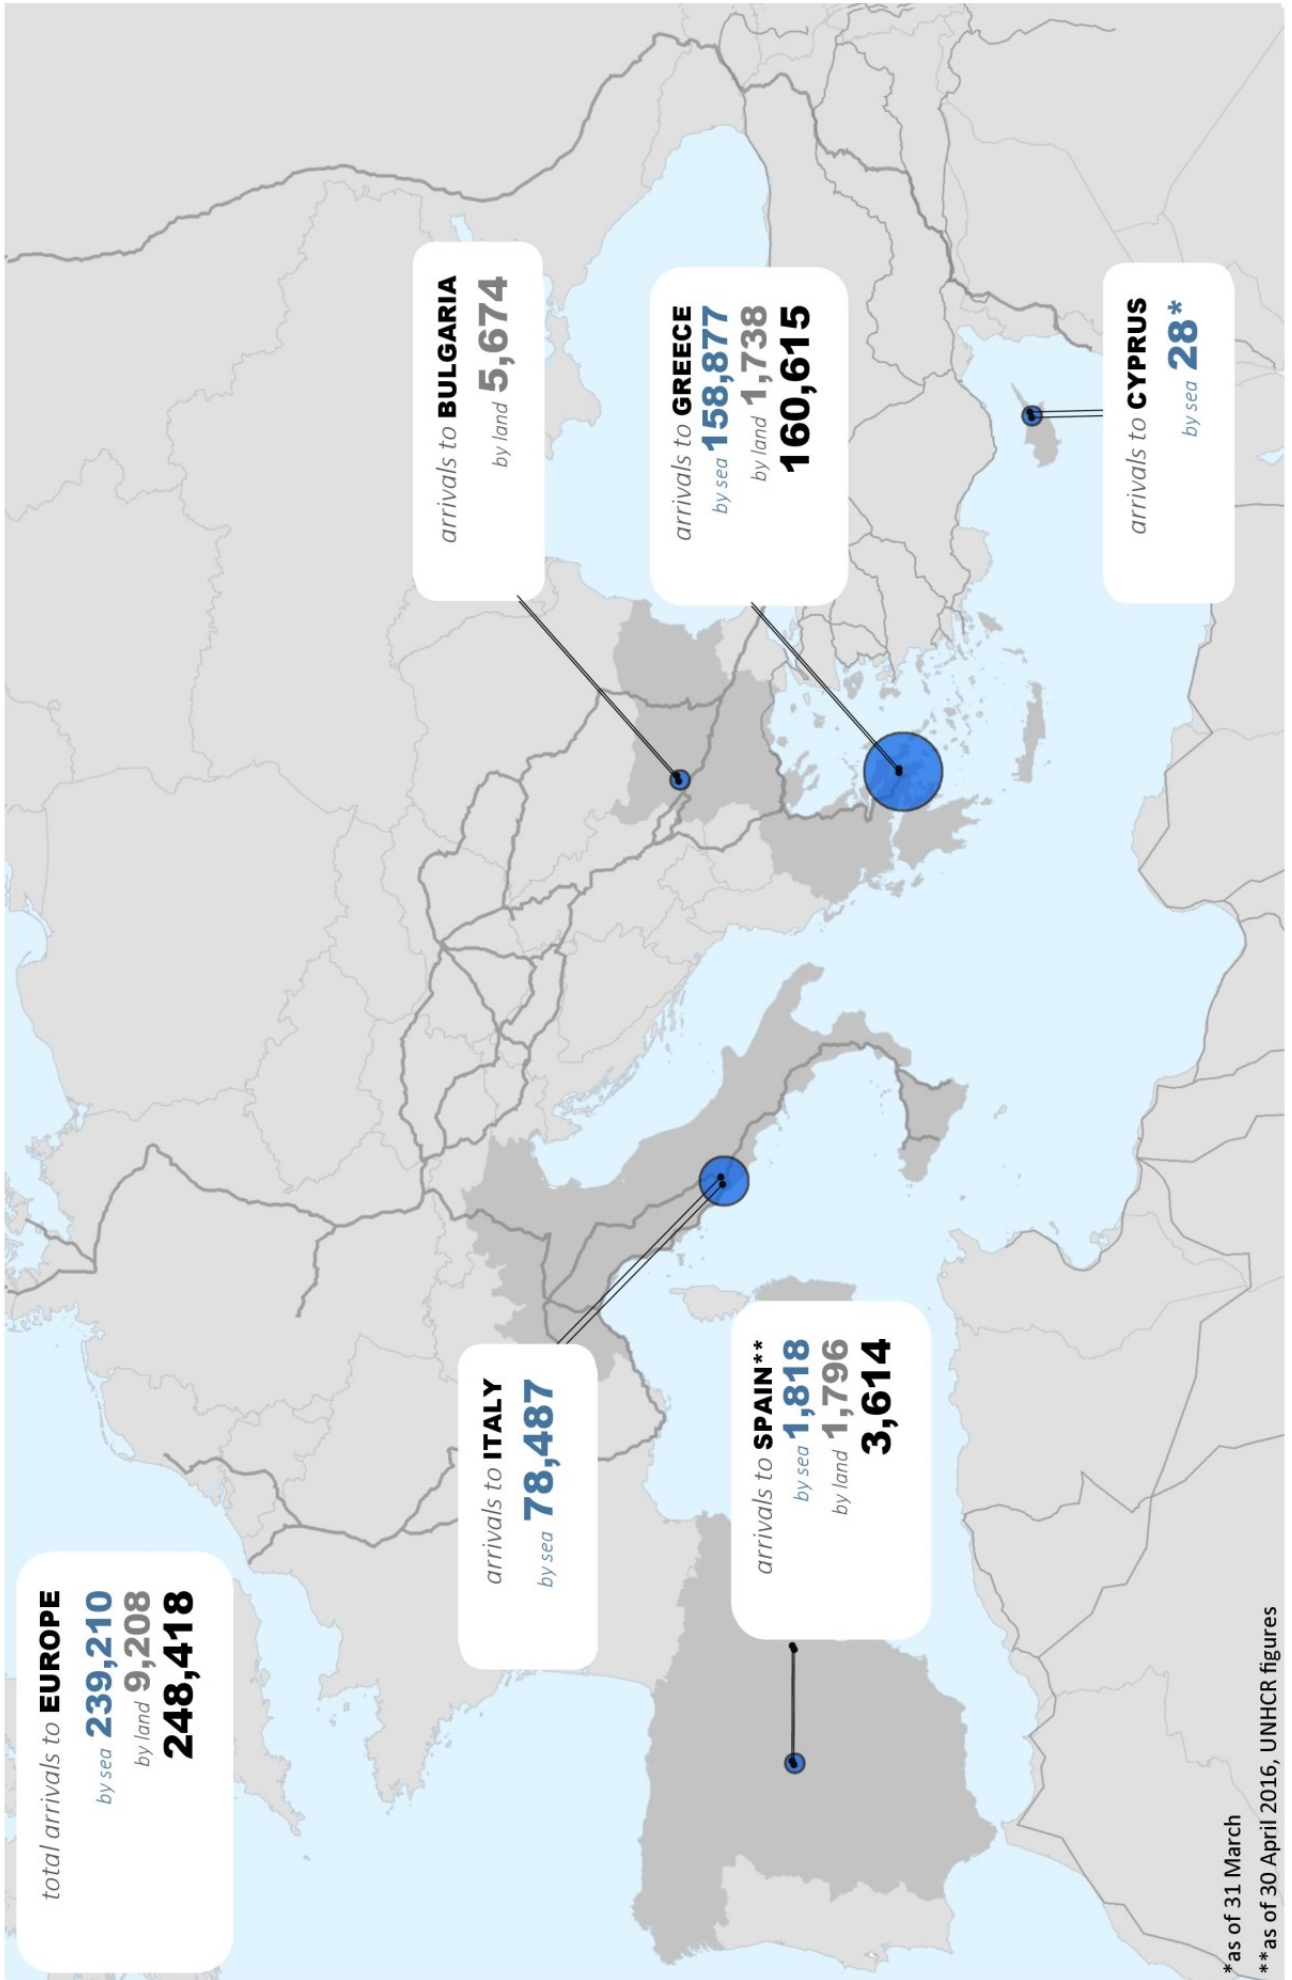 total arrivals to EUROPE
by sea 239,210
by land 9,208
248,418
arrivals to BULGARIA
by land 5,674
arrivals to ITALY
by sea 78,487
arrivals to GREECE
by sea 158,877
by land 1,738
160,615
arrivals to SPAIN**
by sea 1,818
by land 1,796
3,614
arrivals to CYPRUS
by sea 28*
*as of 31 March
**as of 30 April 2016, UNHCR figures